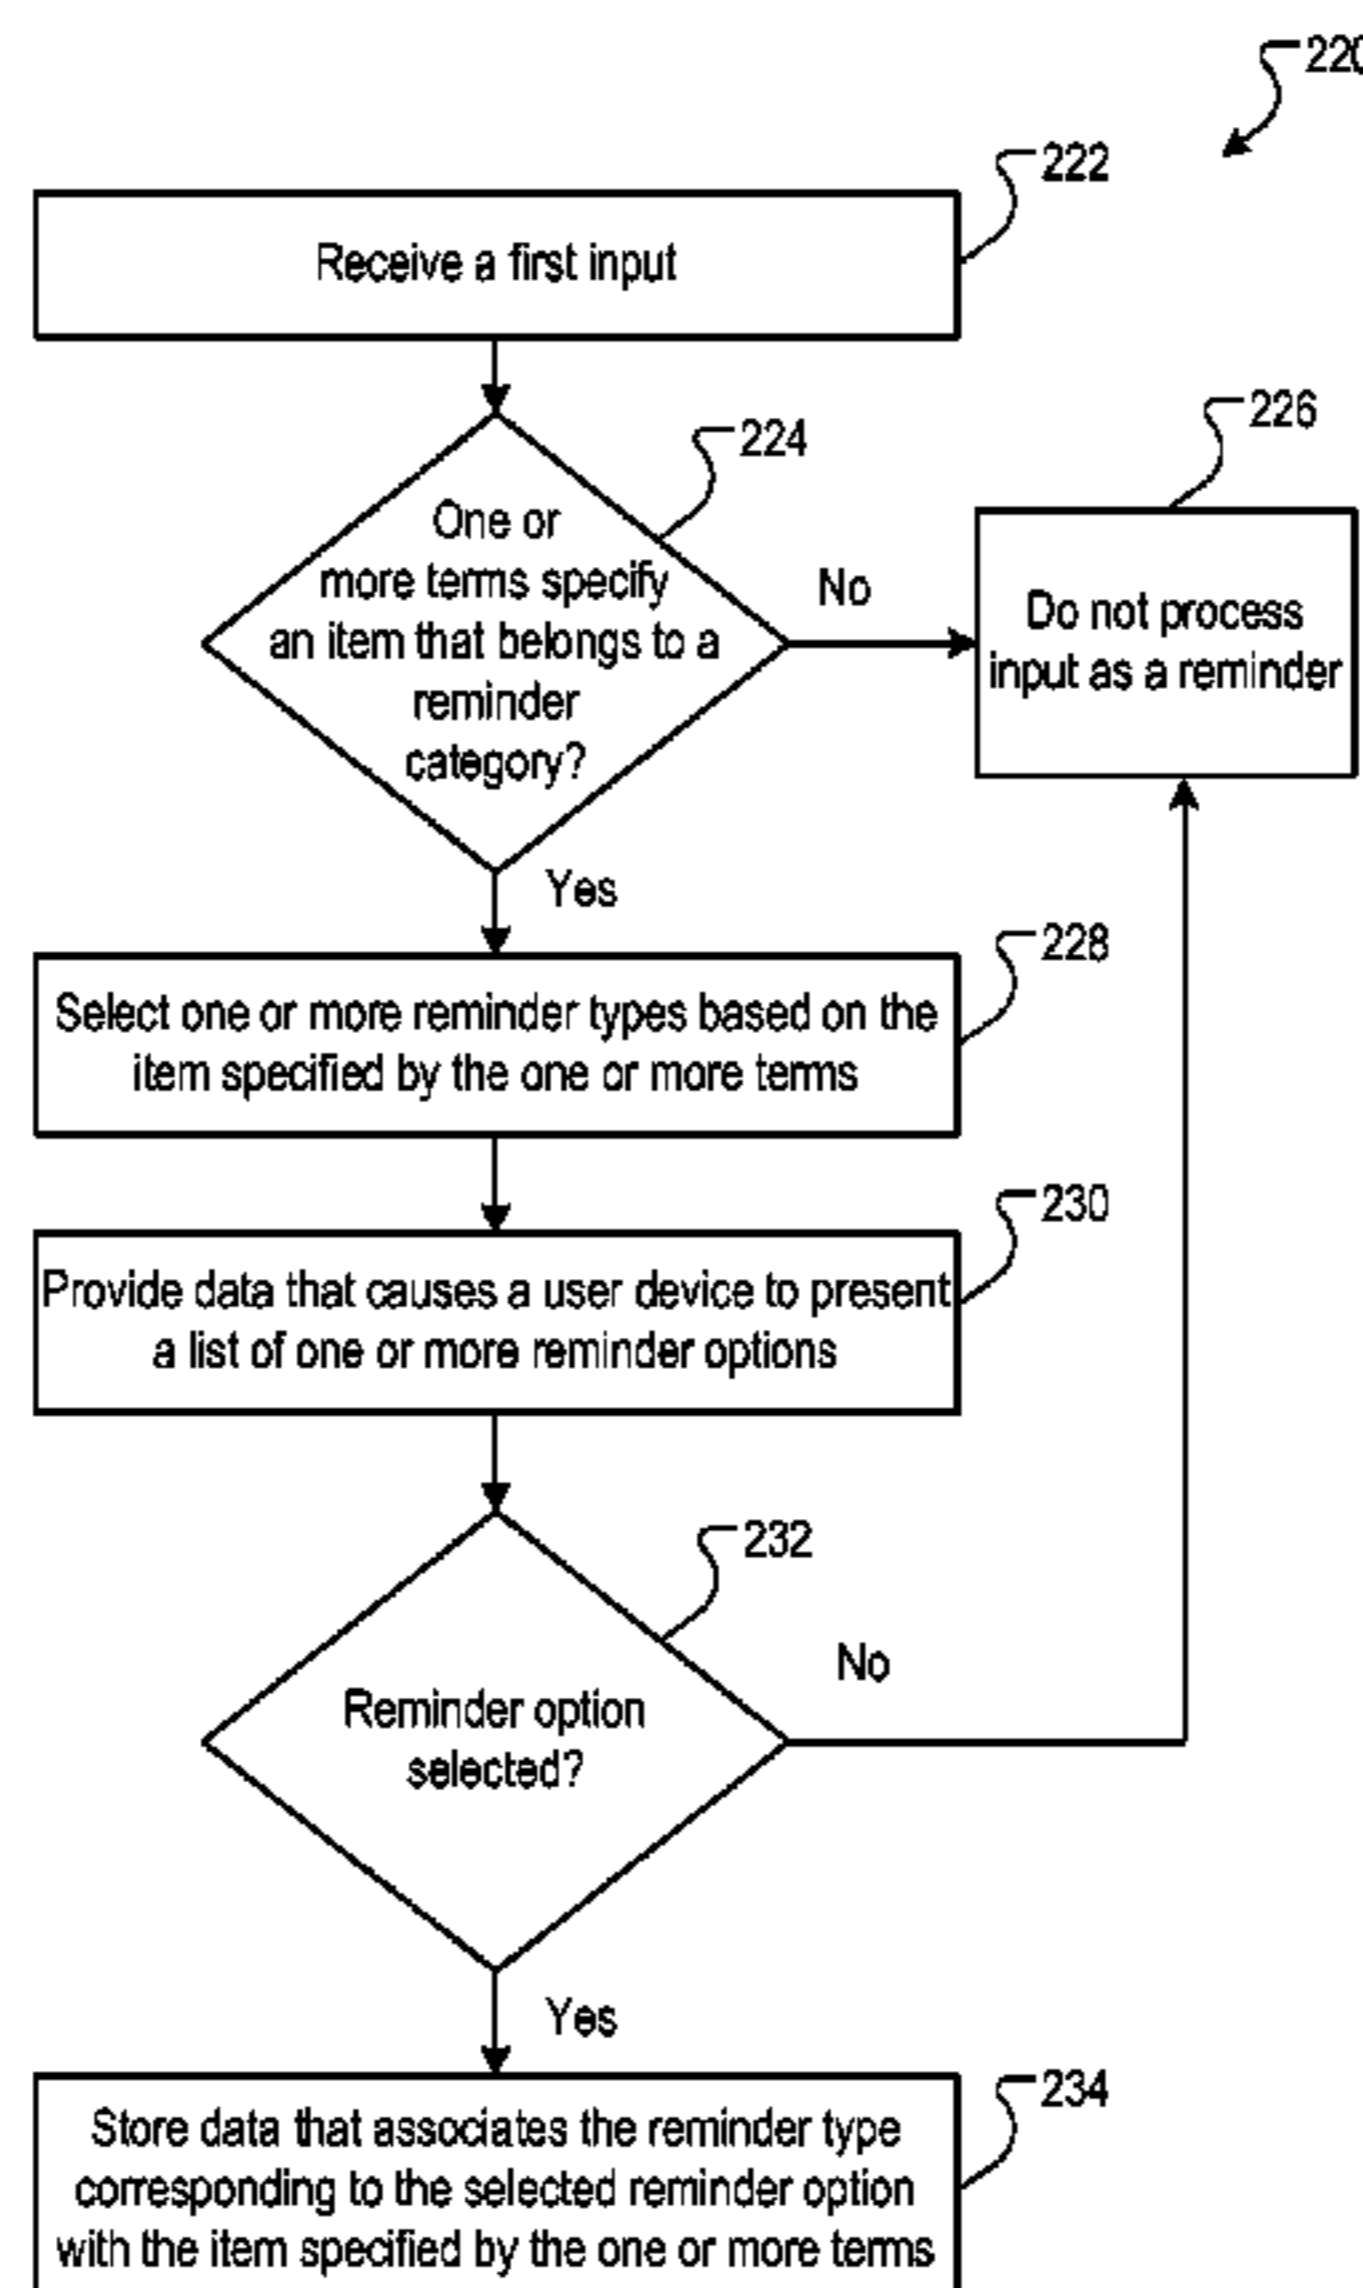 220
222
Receive a first input
224
226
One or
more terms specify
an item that belongs to a
reminder
category?
No
Do not process
input as a reminder
Yes
228
Select one or more reminder types based on the
item specified by the one or more terms
230
Provide data that causes a user device to present
a list of one or more reminder options
232
No
Reminder option
selected?
Yes
234
Store data that associates the reminder type
corresponding to the selected reminder option
with the item specified by the one or more terms